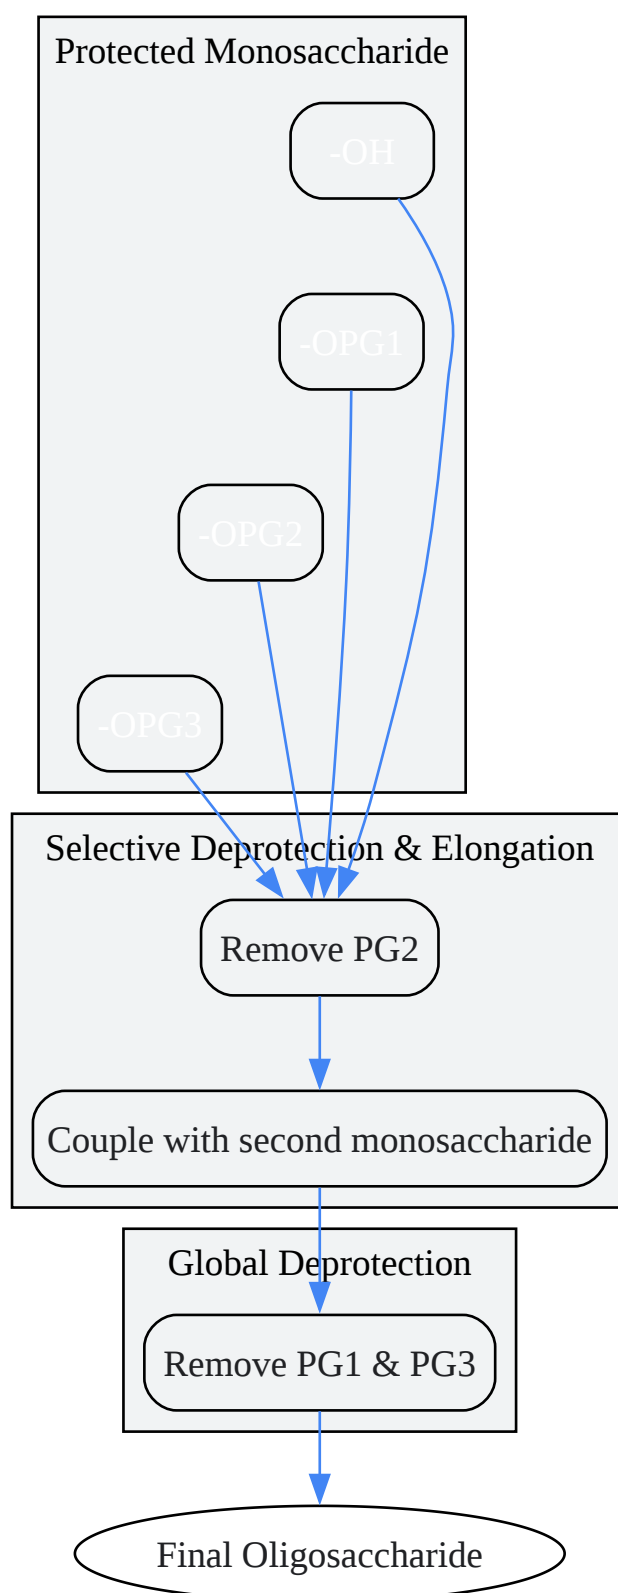 Protected Monosaccharide
-OH
-OPG1
-OPG2
-OPG3
Selective Deprotection & Elongation
Remove PG2
Couple with second monosaccharide
Global Deprotection
Remove PG1 & PG3
Final Oligosaccharide